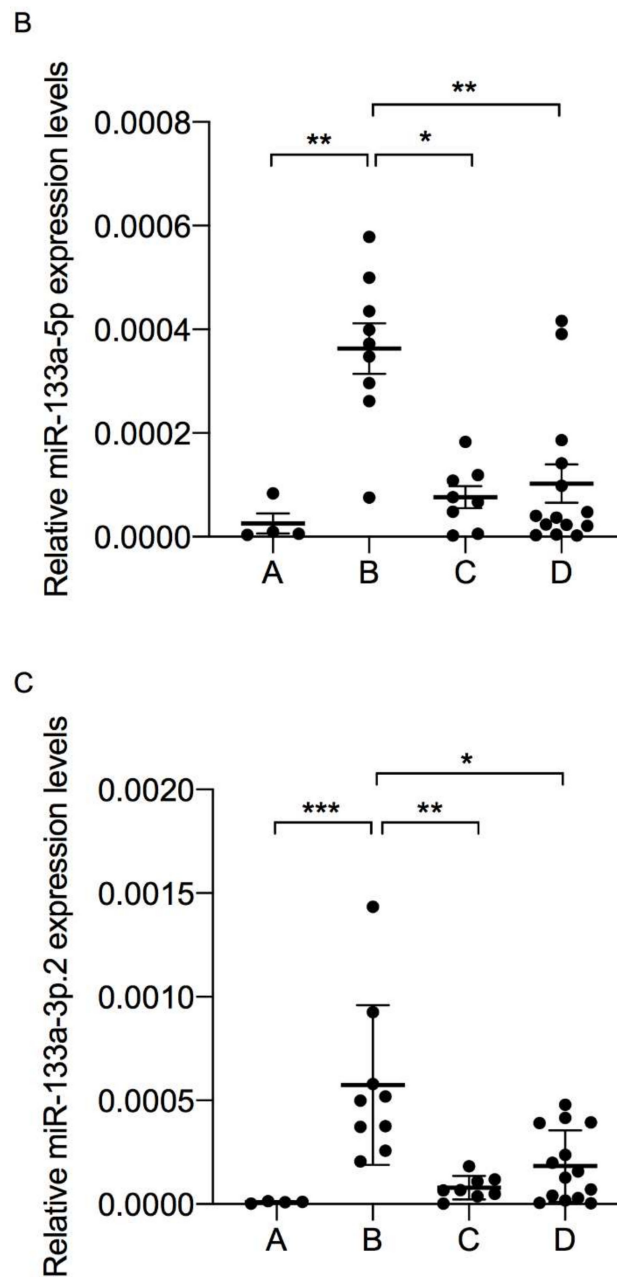 B
Relative miR-133a-5p expression levels
**
** *
0.0008
0.0006
0.0004
0.0002
0.0000
A B C D
C
Relative miR-133a-3p.2 expression levels
*
*** **
0.0020
0.0015
0.0010
0.0005
0.0000
A B C D